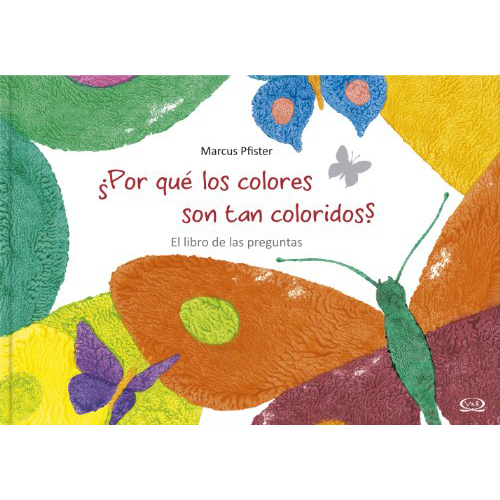 Marcus Pfister
¿Por qué los colores
son tan coloridos?
El libro de las preguntas
V&R